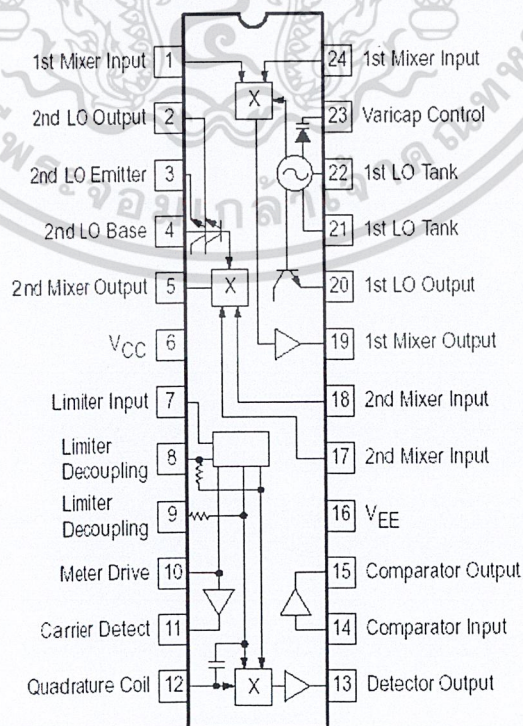 1st Mixer Input 1
2nd LO Output 2
2nd LO Emitter 3
2nd LO Base 4
2nd Mixer Output 5
VCC 6
Limiter Input 7
Limiter
Decoupling 8
Limiter
Decoupling 9
Meter Drive 10
Carrier Detect 11
Quadrature Coil 12
24 1st Mixer Input
23 Varicap Control
22 1st LO Tank
21 1st LO Tank
20 1st LO Output
19 1st Mixer Output
18 2nd Mixer Input
17 2nd Mixer Input
16 VEE
15 Comparator Output
14 Comparator Input
13 Detector Output
X
X
X